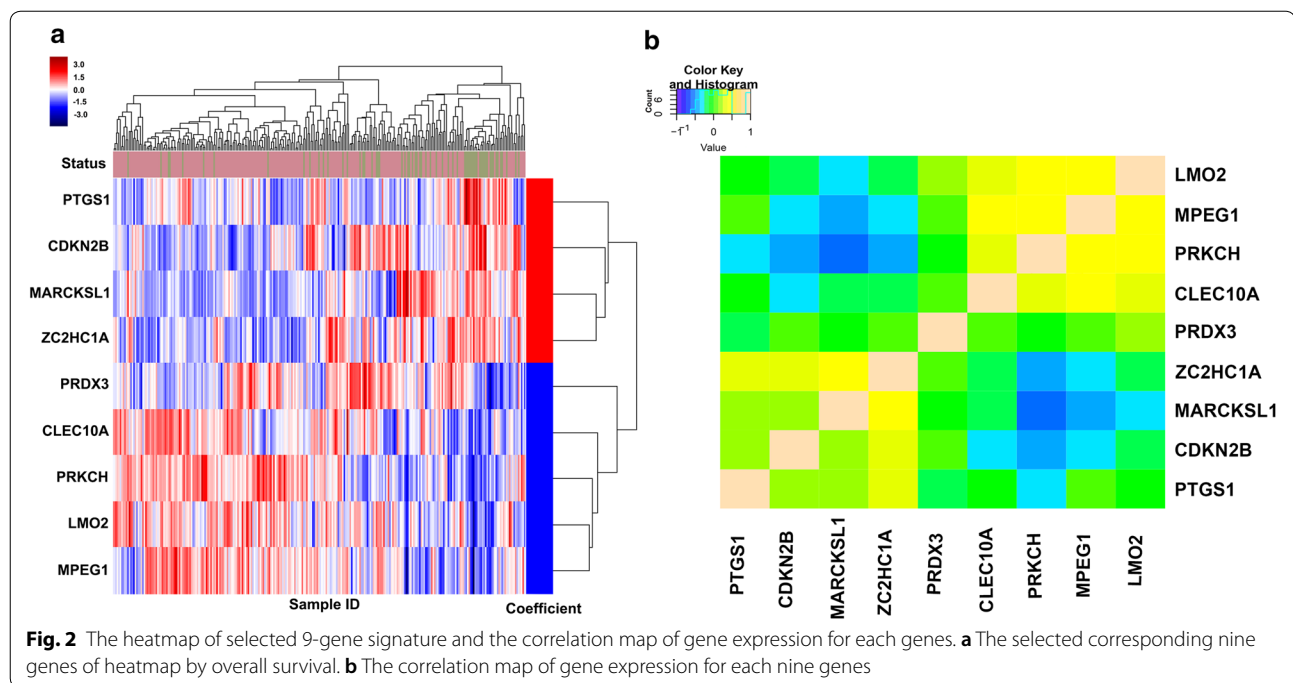 a
3.0
1.5
0.0
-1.5
-3.0
Status
PTGS1
CDKN2B
MARCKSL1
ZC2HC1A
PRDX3
CLEC10A
PRKCH
LMO2
MPEG1
Sample ID
Coefficient
b
Color Key
and Histogram
Count
0 6
-1 -1 0 1
Value
LMO2
MPEG1
PRKCH
CLEC10A
PRDX3
ZC2HC1A
MARCKSL1
CDKN2B
PTGS1
PTGS1
CDKN2B
MARCKSL1
ZC2HC1A
PRDX3
CLEC10A
PRKCH
MPEG1
LMO2
Fig. 2 The heatmap of selected 9-gene signature and the correlation map of gene expression for each genes. a The selected corresponding nine
genes of heatmap by overall survival. b The correlation map of gene expression for each nine genes